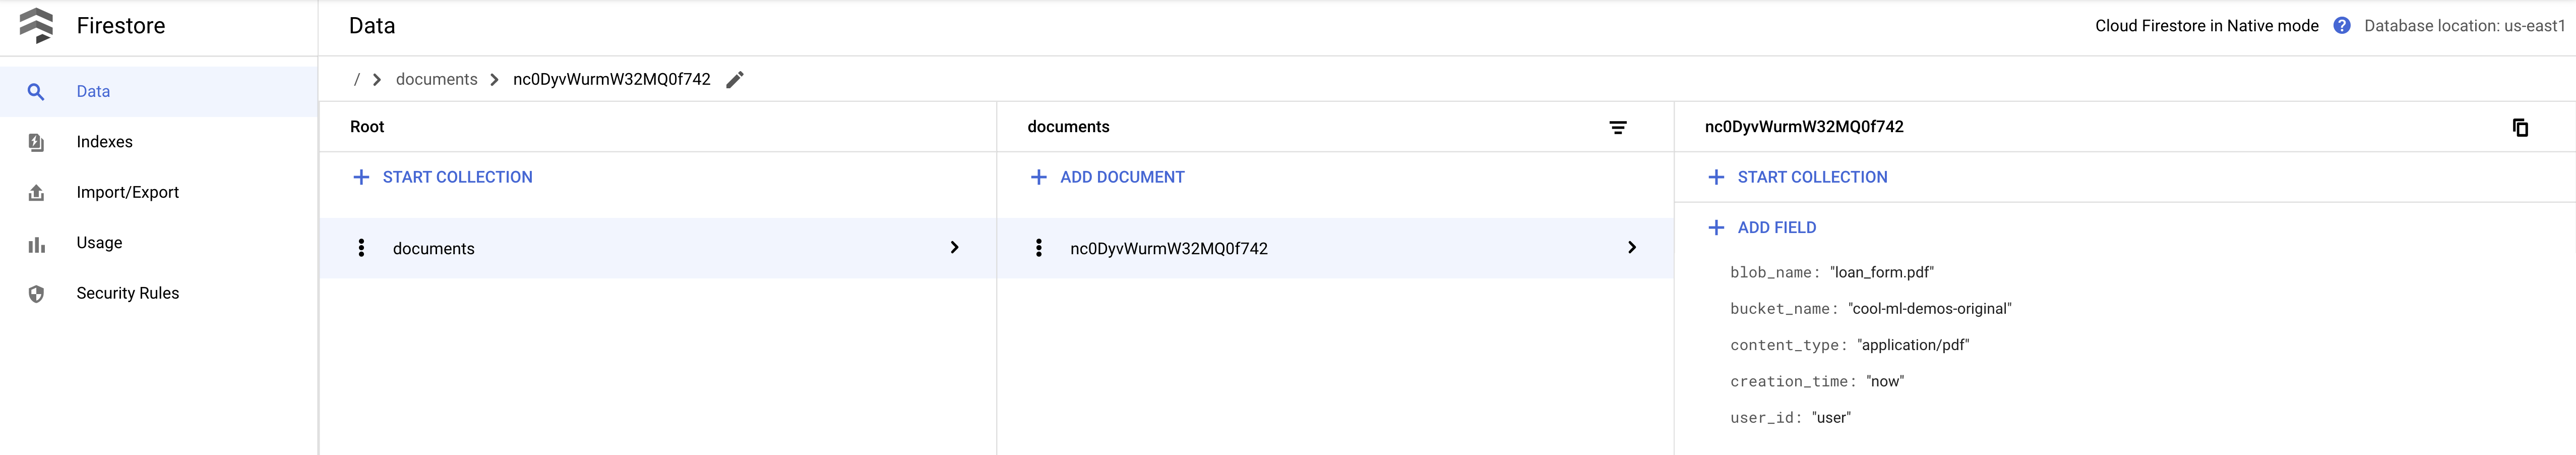 Firestore
Data
Cloud Firestore in Native mode
Database location: us-east1
Data
Indexes
Import/Export
Usage
Security Rules
/ documents nc0DyvWurmW32MQ0f742
Root
START COLLECTION
documents
documents
ADD DOCUMENT
nc0DyvWurmW32MQ0f742
nc0DyvWurmW32MQ0f742
START COLLECTION
ADD FIELD
blob_name: "loan_form.pdf"
bucket_name: "cool-ml-demos-original"
content_type: "application/pdf"
creation_time: "now"
user_id: "user"